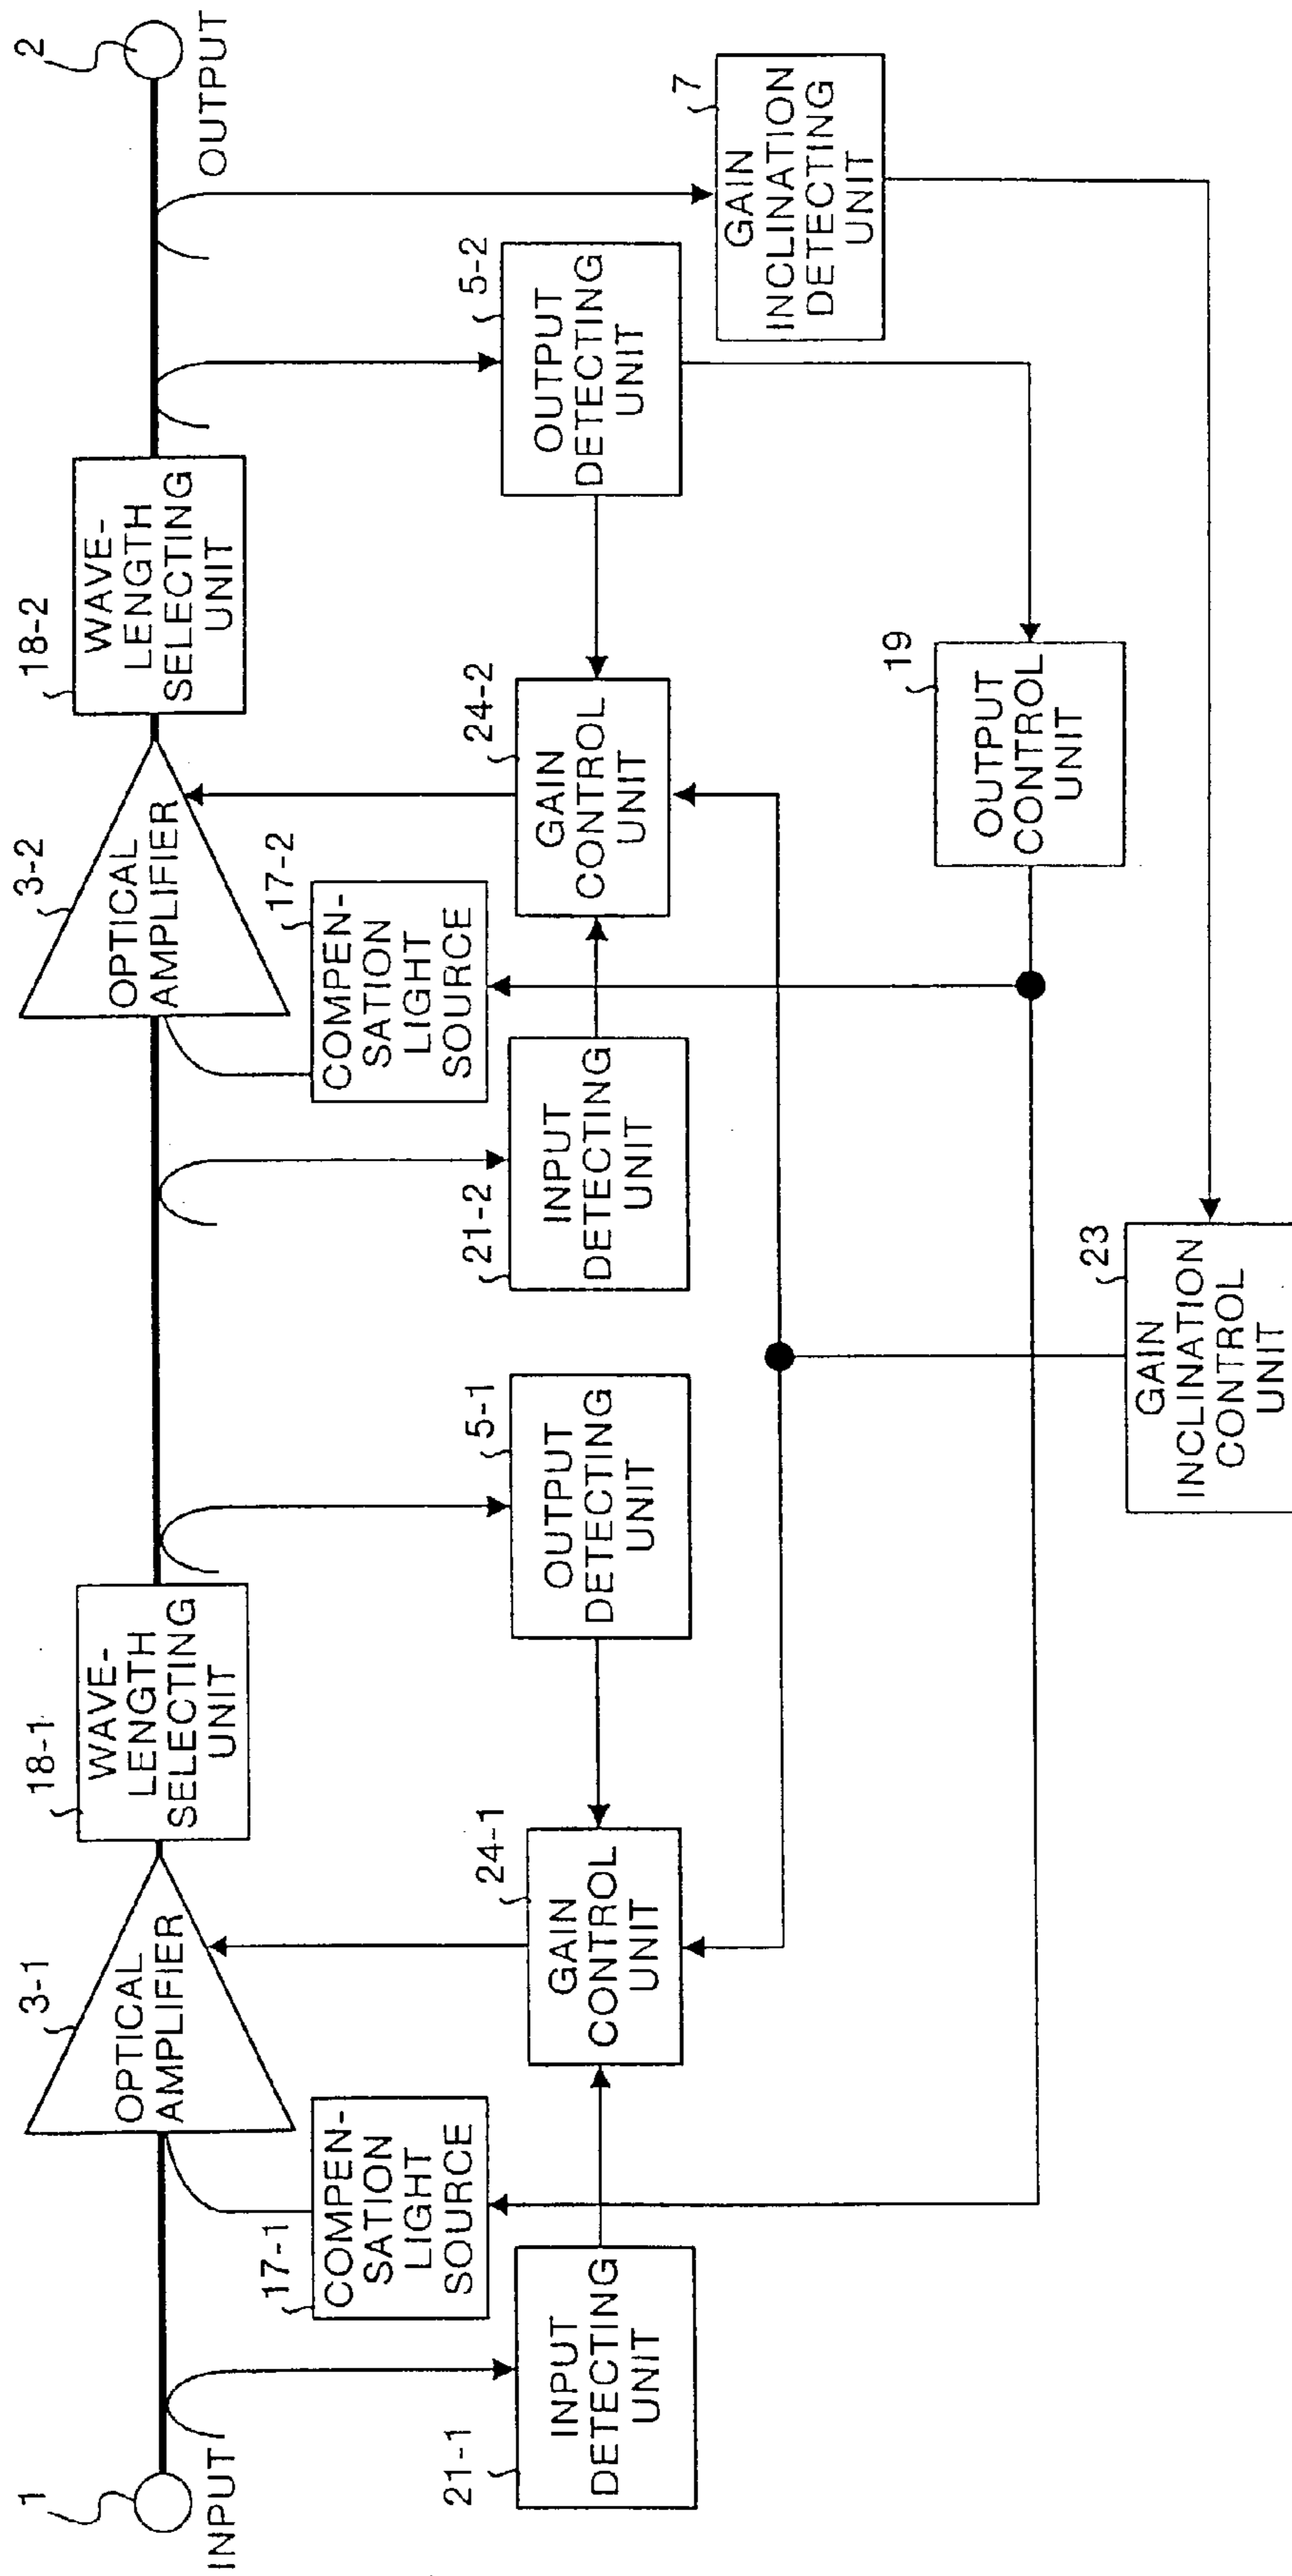 1
INPUT
21-1
INPUT
DETECTING
UNIT
17-1
COMPEN-
SATION
LIGHT
SOURCE
3-1
OPTICAL
AMPLIFIER
24-1
GAIN
CONTROL
UNIT
18-1
WAVE-
LENGTH
SELECTING
UNIT
5-1
OUTPUT
DETECTING
UNIT
21-2
INPUT
DETECTING
UNIT
17-2
COMPEN-
SATION
LIGHT
SOURCE
3-2
OPTICAL
AMPLIFIER
24-2
GAIN
CONTROL
UNIT
18-2
WAVE-
LENGTH
SELECTING
UNIT
5-2
OUTPUT
DETECTING
UNIT
2
OUTPUT
7
GAIN
INCLINATION
DETECTING
UNIT
19
OUTPUT
CONTROL
UNIT
23
GAIN
INCLINATION
CONTROL
UNIT